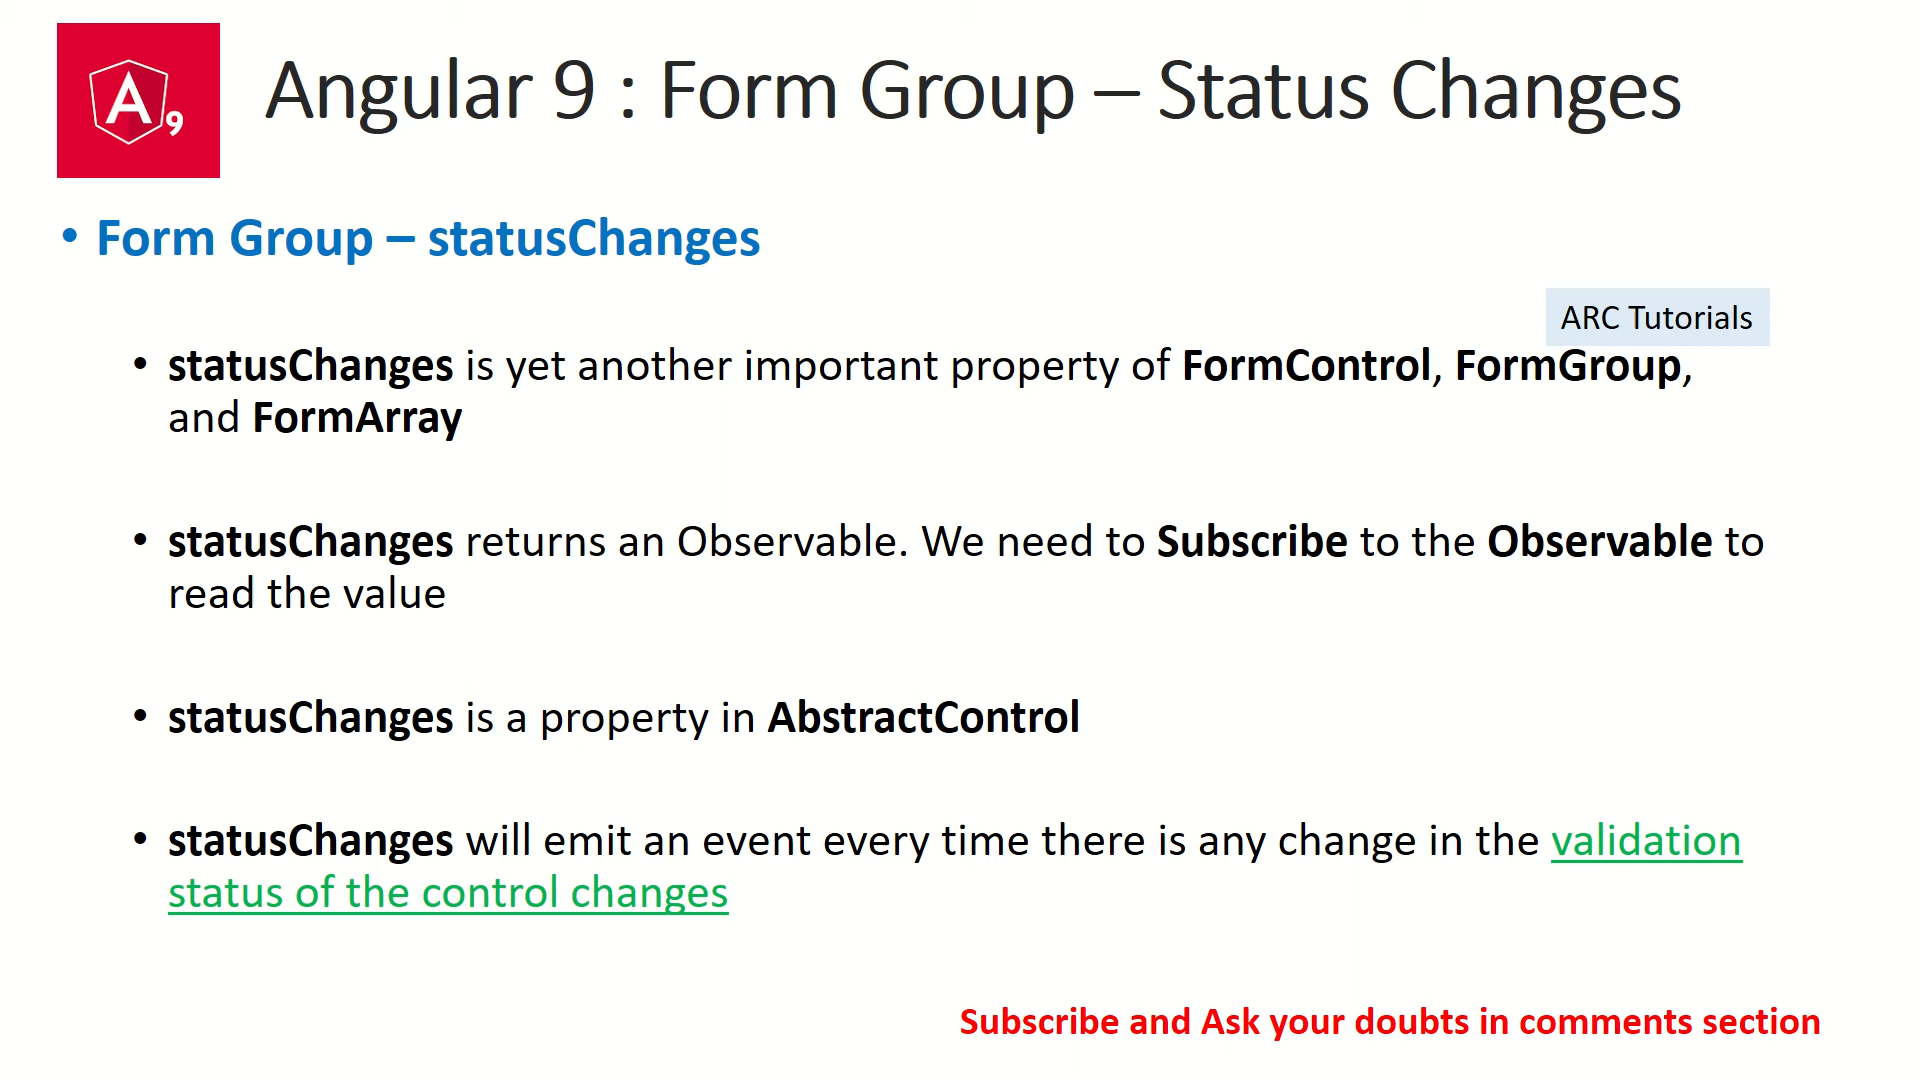 A9
Angular 9 : Form Group – Status Changes
• Form Group – statusChanges
ARC Tutorials
• statusChanges is yet another important property of FormControl, FormGroup,
and FormArray
• statusChanges returns an Observable. We need to Subscribe to the Observable to
read the value
• statusChanges is a property in AbstractControl
• statusChanges will emit an event every time there is any change in the validation
status of the control changes
Subscribe and Ask your doubts in comments section